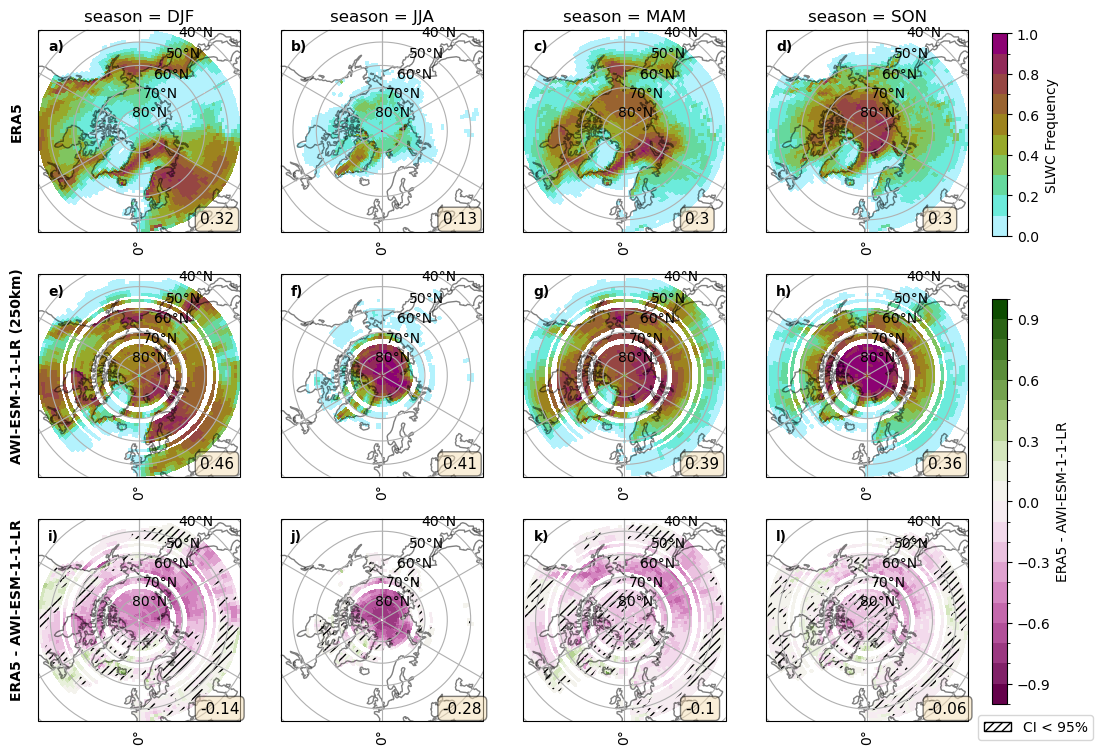 season = DJF
season = JJA
season = MAM
season = SON
ERA5
a)
40°N
50°N
60°N
70°N
80°N
0.32
0°
b)
40°N
50°N
60°N
70°N
80°N
0.13
0°
c)
40°N
50°N
60°N
70°N
80°N
0.3
0°
d)
40°N
50°N
60°N
70°N
80°N
0.3
0°
1.0
0.8
0.6
0.4
0.2
0.0
SLWC Frequency
AWI-ESM-1-1-LR (250km)
e)
40°N
50°N
60°N
70°N
80°N
0.46
0°
f)
40°N
50°N
60°N
70°N
80°N
0.41
0°
g)
40°N
50°N
60°N
70°N
80°N
0.39
0°
h)
40°N
50°N
60°N
70°N
80°N
0.36
0°
ERA5 - AWI-ESM-1-1-LR
i)
40°N
50°N
60°N
70°N
80°N
-0.14
0°
j)
40°N
50°N
60°N
70°N
80°N
-0.28
0°
k)
40°N
50°N
60°N
70°N
80°N
-0.1
0°
l)
40°N
50°N
60°N
70°N
80°N
-0.06
0°
0.9
0.6
0.3
0.0
−0.3
−0.6
−0.9
ERA5 - AWI-ESM-1-1-LR
CI < 95%